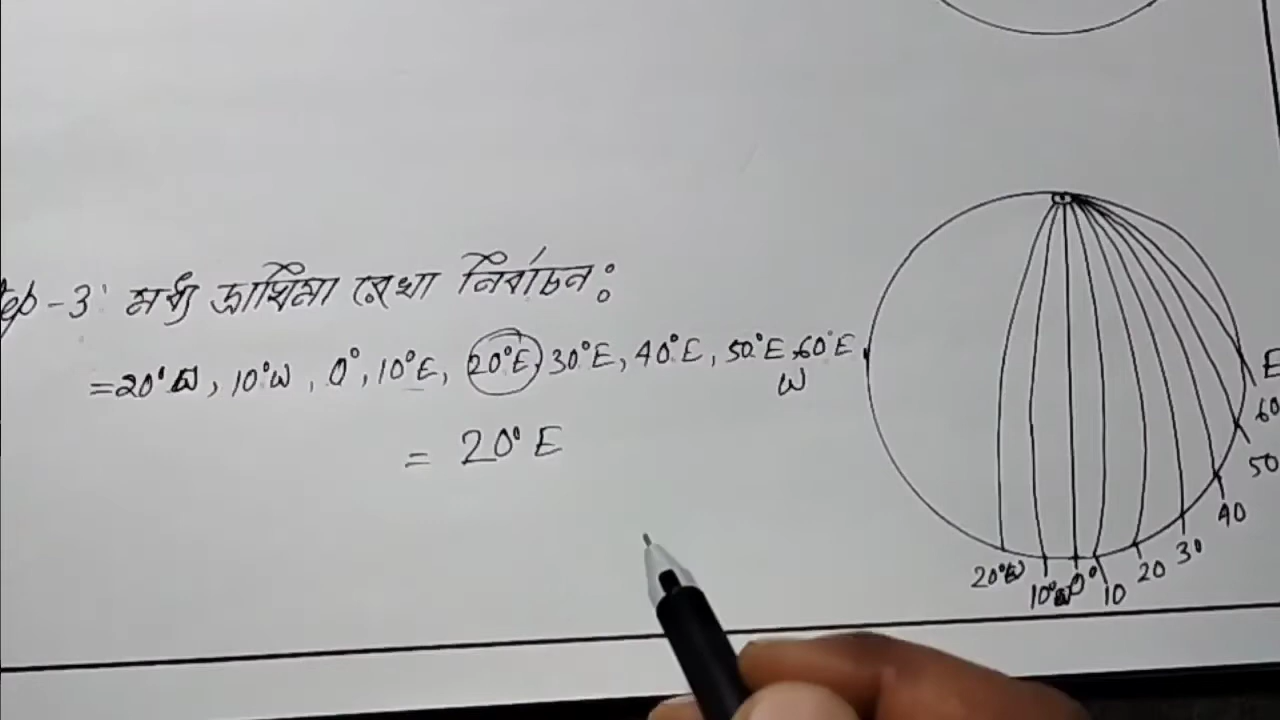 Step-3: মধ্য দ্রাঘিমা রেখা নির্বাচন:
= 20°W, 10°W, 0°, 10°E, 20°E, 30°E, 40°E, 50°E, 60°E
W
= 20° E
E
60
50
40
30
20
10
0°
10°W
20°W